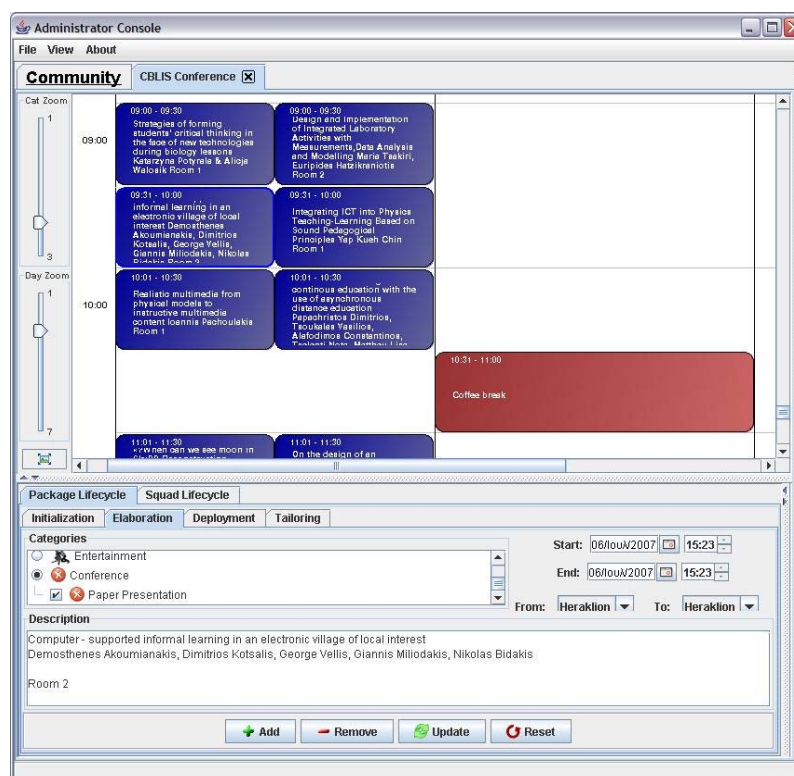 Administrator Console
File View About
Community CBLIS Conference
Cat Zoom
1
3
Day Zoom
1
7
09:00
10:00
09:00 - 09:30
Strategies of forming
students' critical thinking in
the face of new technologies
during biology lessons
Katarzyna Potyrala & Alicja
Walosik Room 1
09:00 - 09:30
Design and Implementation
of Integrated Laboratory
Activities with
Measurements,Data Analysis
and Modelling Maria Tsakiri,
Euripides Hatzikraniotis
Room 2
09:31 - 10:00
informal learning in an
electronic village of local
interest Demosthenes
Akoumianakis, Dimitrios
Kotsalis, George Vellis,
Giannis Miliodakis, Nikolas
Bidakis Room 2
09:31 - 10:00
Integrating ICT into Physics
Teaching-Learning Based on
Sound Pedagogical
Principles Yap Kueh Chin
Room 1
10:01 - 10:30
Realistic multimedia from
physical models to
instructive multimedia
content Ioannis Pachoulakis
Room 1
10:01 - 10:30
continous education with the
use of asynchronous
distance education
Papachristos Dimitrios,
Tsoukalas Vasilios,
Alafodimos Constantinos,
10:31 - 11:00
Coffee break
11:01 - 11:30
«?When can we see moon in
11:01 - 11:30
On the design of an
Package Lifecycle Squad Lifecycle
Initialization Elaboration Deployment Tailoring
Categories
Entertainment
Conference
Paper Presentation
Start: 06/Ιουλ/2007 15:23
End: 06/Ιουλ/2007 15:23
From: Heraklion To: Heraklion
Description
Computer - supported informal learning in an electronic village of local interest
Demosthenes Akoumianakis, Dimitrios Kotsalis, George Vellis, Giannis Miliodakis, Nikolas Bidakis
Room 2
Add Remove Update Reset